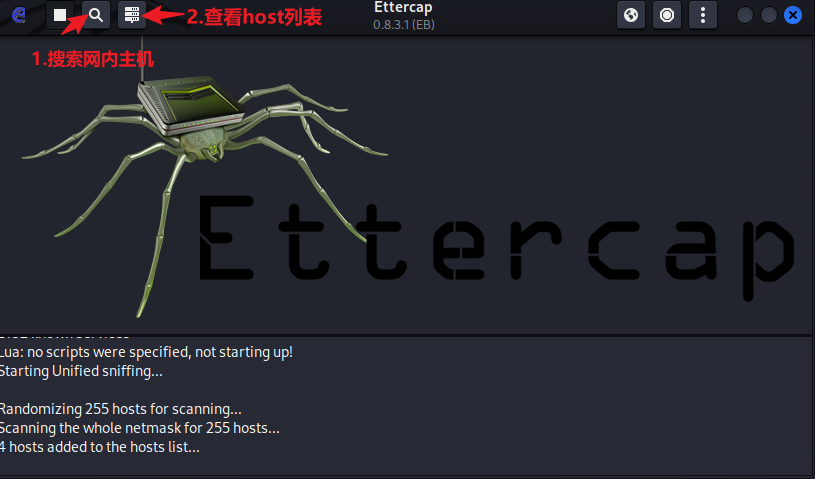 2.查看host列表
Ettercap
0.8.3.1 (EB)
1.搜索网内主机
Ettercap
Lua: no scripts were specified, not starting up!
Starting Unified sniffing...
Randomizing 255 hosts for scanning...
Scanning the whole netmask for 255 hosts...
4 hosts added to the hosts list...